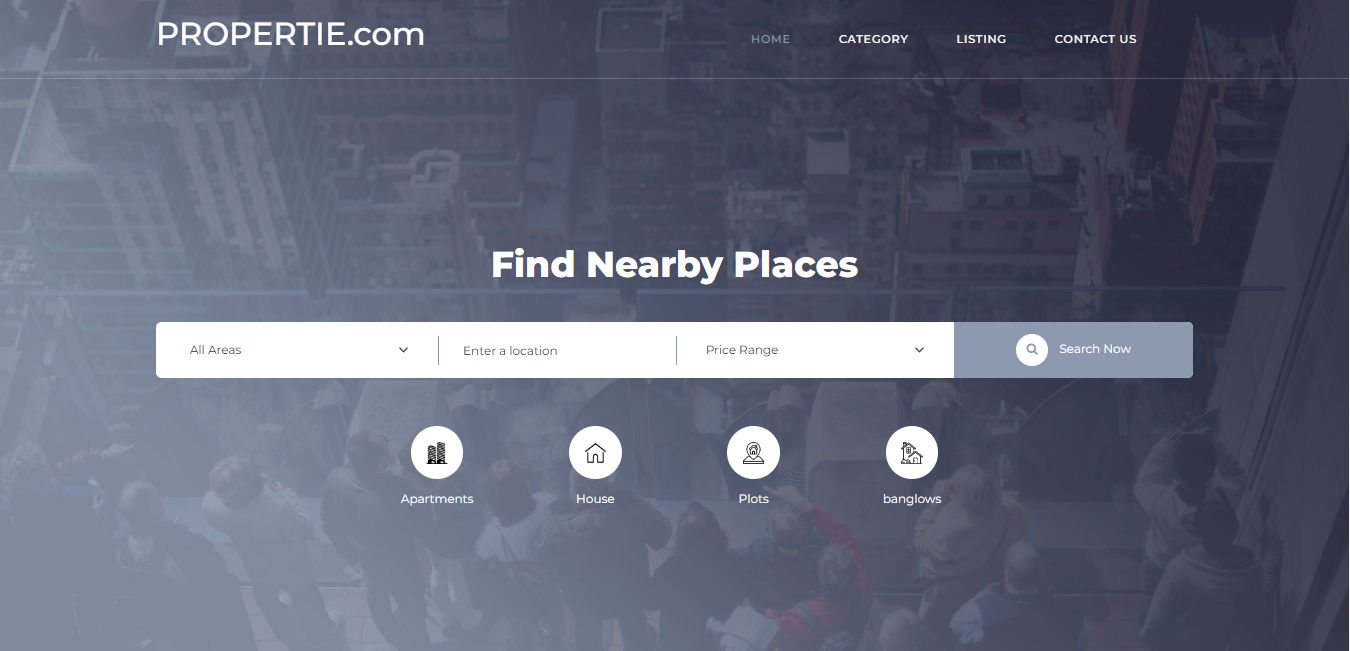 PROPERTIE.com
HOME CATEGORY LISTING CONTACT US
Find Nearby Places
All Areas Enter a location Price Range Search Now
Apartments House Plots banglows